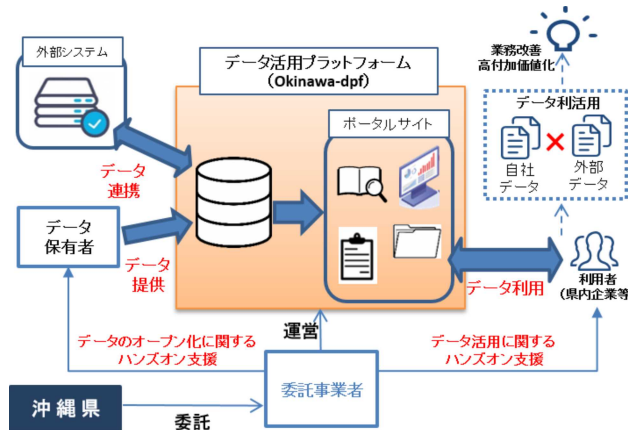 外部システム
データ活用プラットフォーム
(Okinawa-dpf)
業務改善
高付加価値化
データ利活用
自社
データ
外部
データ
ポータルサイト
データ
連携
データ
保有者
データ
提供
データ利用
利用者
(県内企業等
運営
データのオープン化に関する
ハンズオン支援
データ活用に関する
ハンズオン支援
委託事業者
沖縄県
委託